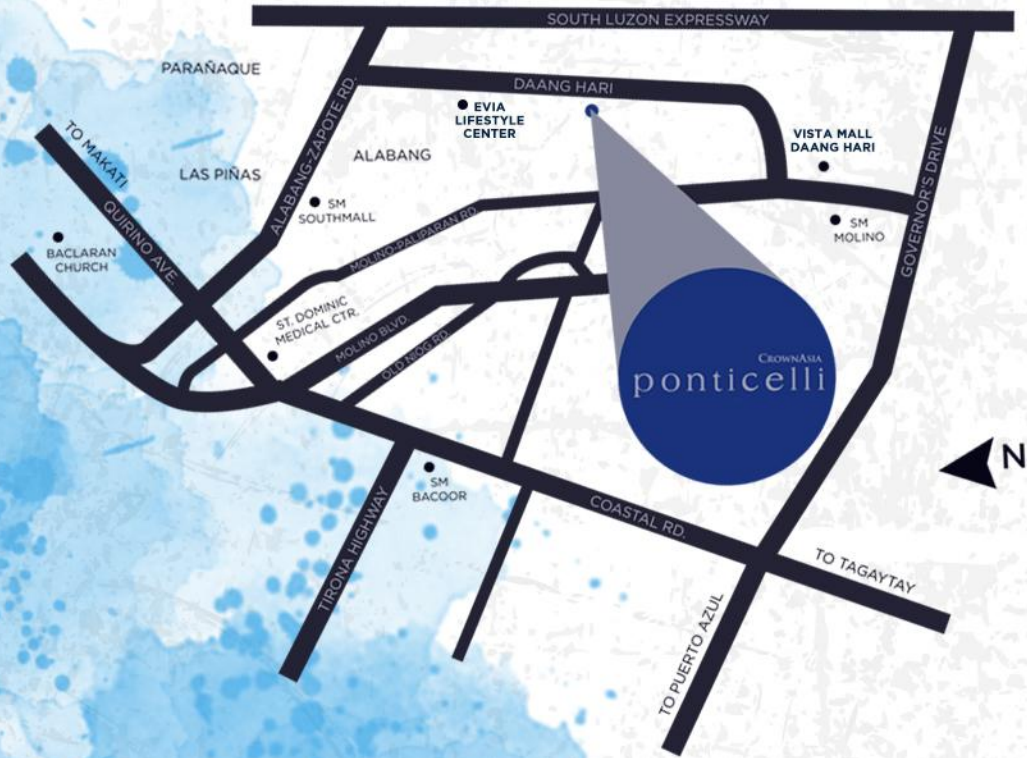 SOUTH LUZON EXPRESSWAY
PARAÑAQUE
DAANG HARI
EVIA
LIFESTYLE
CENTER
VISTA MALL
DAANG HARI
TO MAKATI
ALABANG-ZAPOTE RD.
ALABANG
LAS PIÑAS
SM
SOUTHMALL
QUIRINO AVE.
BACLARAN
CHURCH
MOLINO-PALIPARAN RD
SM
MOLINO
GOVERNOR'S DRIVE
ST. DOMINIC
MEDICAL CTR.
MOLINO BLVD.
OLD NIOG RD.
CROWNASIA
ponticelli
N
SM
BACOOR
TIRONA HIGHWAY
COASTAL RD.
TO TAGAYTAY
TO PUERTO AZUL